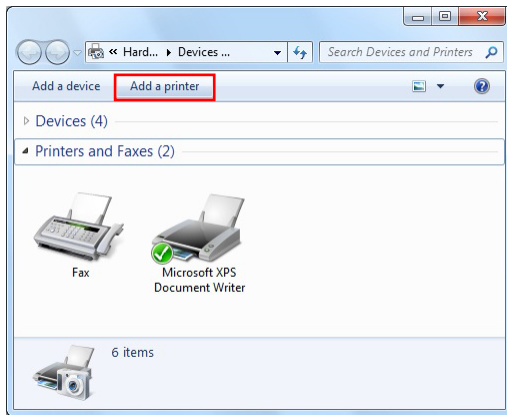 « Hard... ▸ Devices ... Search Devices and Printers
Add a device Add a printer
Devices (4)
Printers and Faxes (2)
Fax
Microsoft XPS
Document Writer
6 items